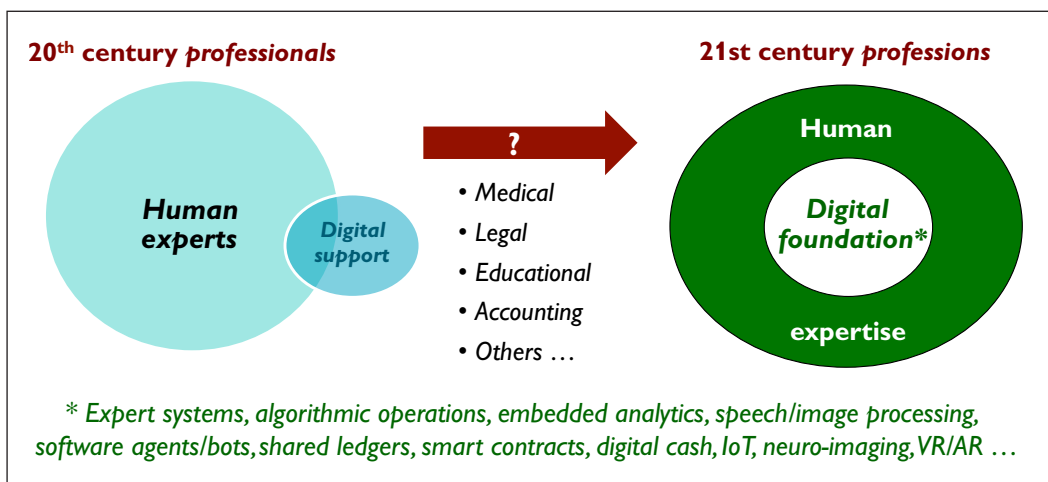 20th century professionals
21st century professions
Human
experts
Digital
support
?
• Medical
• Legal
• Educational
• Accounting
• Others …
Human
Digital
foundation*
expertise
* Expert systems, algorithmic operations, embedded analytics, speech/image processing,
software agents/bots, shared ledgers, smart contracts, digital cash, IoT, neuro-imaging, VR/AR …